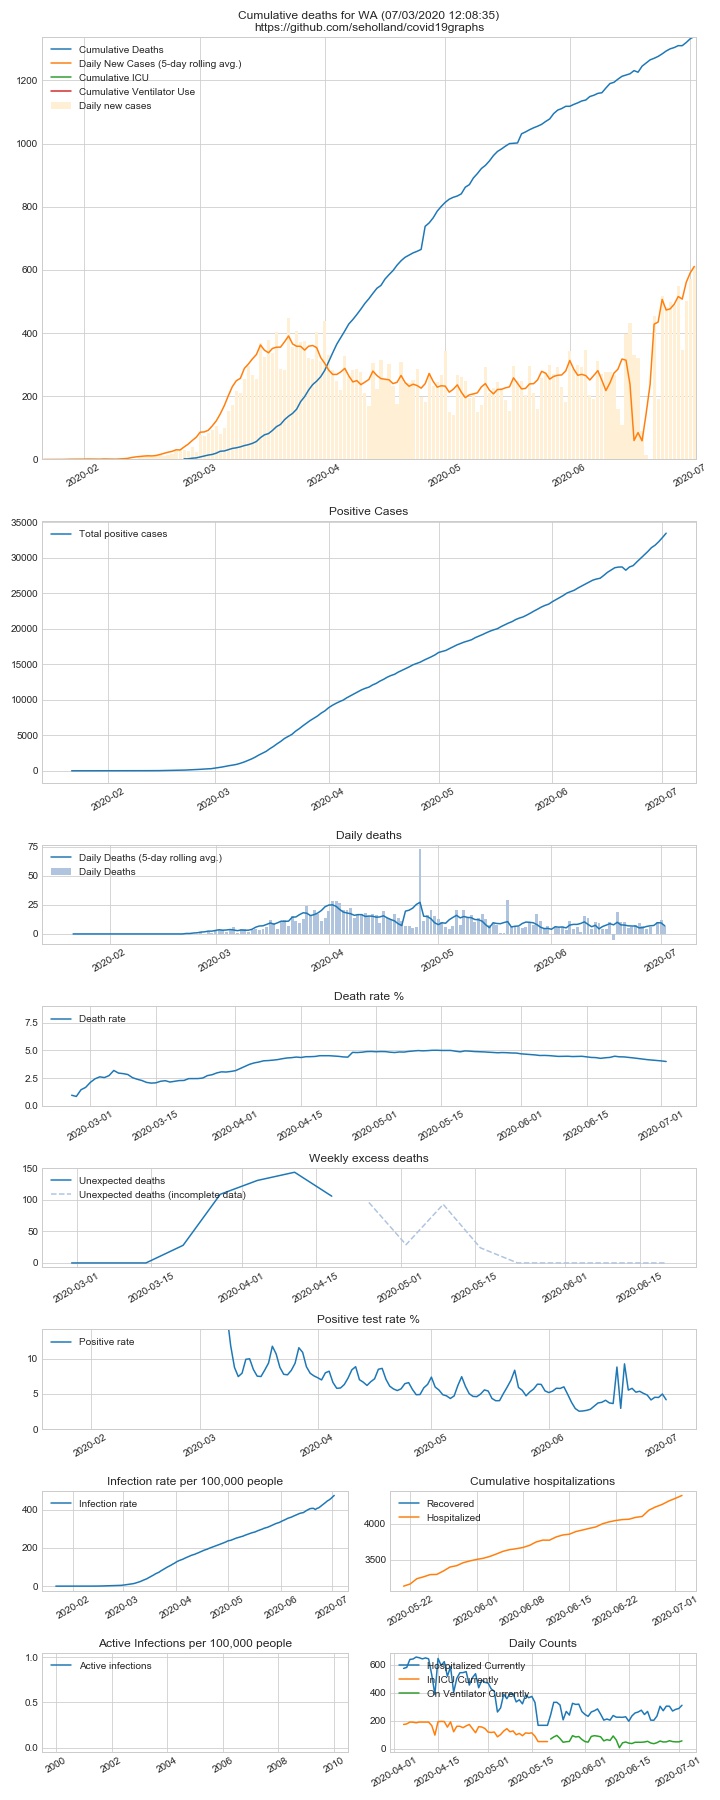 Cumulative deaths for WA (07/03/2020 12:08:35)
https://github.com/seholland/covid19graphs
Cumulative Deaths
Daily New Cases (5-day rolling avg.)
Cumulative ICU
Cumulative Ventilator Use
Daily new cases
1200
1000
800
600
400
200
0
2020-02 2020-03 2020-04 2020-05 2020-06 2020-07
Positive Cases
Total positive cases
35000
30000
25000
20000
15000
10000
5000
0
2020-02 2020-03 2020-04 2020-05 2020-06 2020-07
Daily deaths
Daily Deaths (5-day rolling avg.)
Daily Deaths
75
50
25
0
2020-02 2020-03 2020-04 2020-05 2020-06 2020-07
Death rate %
Death rate
7.5
5.0
2.5
0.0
2020-03-01 2020-03-15 2020-04-01 2020-04-15 2020-05-01 2020-05-15 2020-06-01 2020-06-15 2020-07-01
Weekly excess deaths
Unexpected deaths
Unexpected deaths (incomplete data)
150
100
50
0
2020-03-01 2020-03-15 2020-04-01 2020-04-15 2020-05-01 2020-05-15 2020-06-01 2020-06-15
Positive test rate %
Positive rate
10
5
0
2020-02 2020-03 2020-04 2020-05 2020-06 2020-07
Infection rate per 100,000 people
Infection rate
400
200
0
2020-02 2020-03 2020-04 2020-05 2020-06 2020-07
Cumulative hospitalizations
Recovered
Hospitalized
4000
3500
2020-05-22 2020-06-01 2020-06-08 2020-06-15 2020-06-22 2020-07-01
Active Infections per 100,000 people
Active infections
1.0
0.5
0.0
2000 2002 2004 2006 2008 2010
Daily Counts
Hospitalized Currently
In ICU Currently
On Ventilator Currently
600
400
200
0
2020-04-01 2020-04-15 2020-05-01 2020-05-15 2020-06-01 2020-06-15 2020-07-01